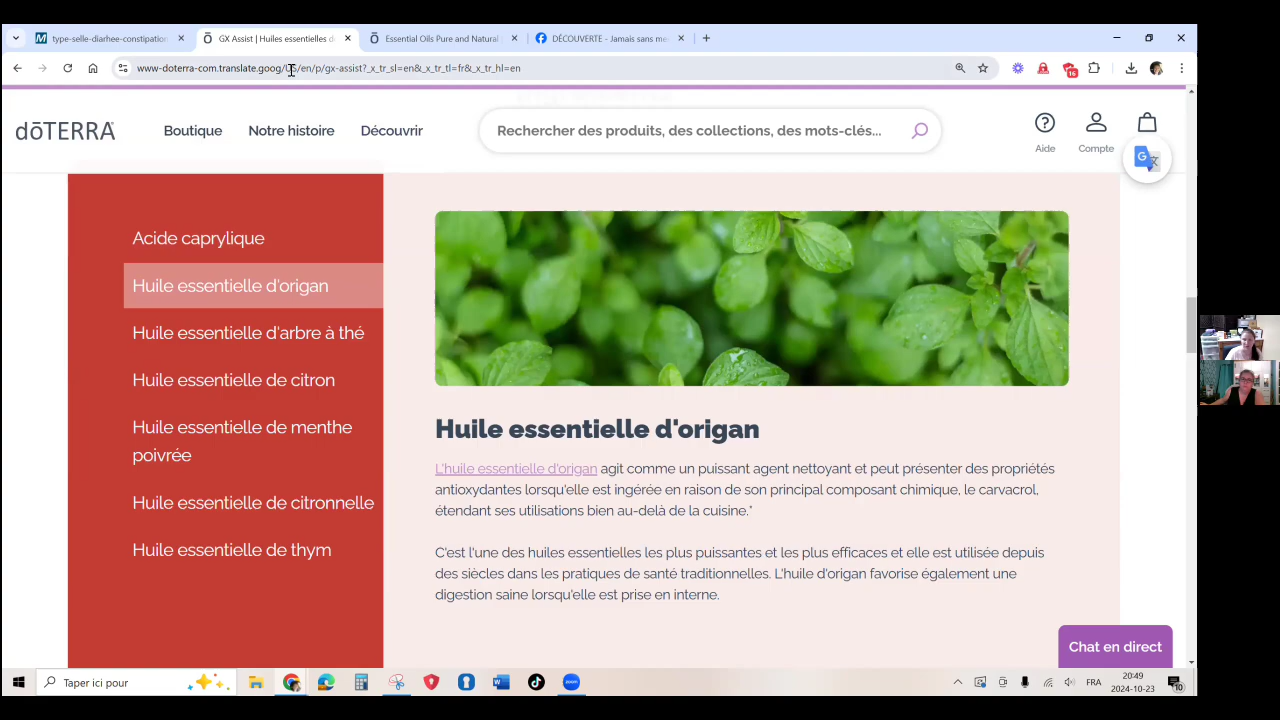 type-selle-diarhee-constipation
GX Assist | Huiles essentielles d
Essential Oils Pure and Natural
DÉCOUVERTE - Jamais sans me
www-doterra-com.translate.goog/US/en/p/gx-assist?_x_tr_sl=en&_x_tr_tl=fr&_x_tr_hl=en
16
dōTERRA
Boutique
Notre histoire
Découvrir
Rechercher des produits, des collections, des mots-clés...
Aide
Compte
G
Acide caprylique
Huile essentielle d'origan
Huile essentielle d'arbre à thé
Huile essentielle de citron
Huile essentielle de menthe
poivrée
Huile essentielle de citronnelle
Huile essentielle de thym
Huile essentielle d'origan
L'huile essentielle d'origan agit comme un puissant agent nettoyant et peut présenter des propriétés
antioxydantes lorsqu'elle est ingérée en raison de son principal composant chimique, le carvacrol,
étendant ses utilisations bien au-delà de la cuisine.*
C'est l'une des huiles essentielles les plus puissantes et les plus efficaces et elle est utilisée depuis
des siècles dans les pratiques de santé traditionnelles. L'huile d'origan favorise également une
digestion saine lorsqu'elle est prise en interne.
Chat en direct
Taper ici pour
zoom
FRA
20:49
2024-10-23
10